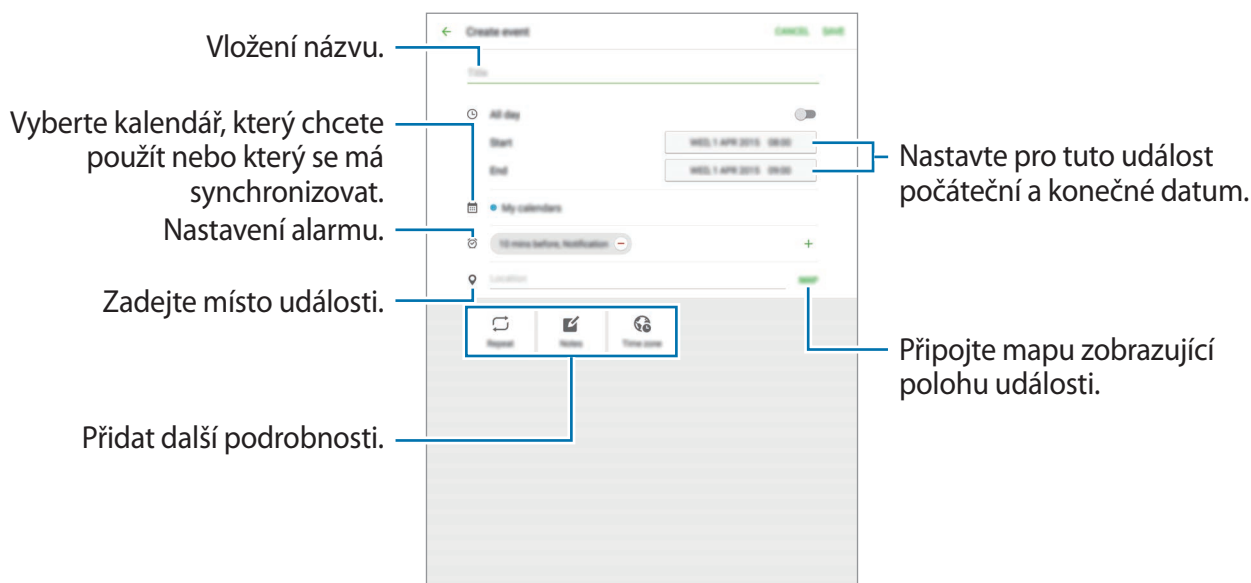 Create event
CANCEL SAVE
Vložení názvu.
Title
Vyberte kalendář, který chcete
použít nebo který se má
synchronizovat.
All day
Start
WED, 1 APR 2015 08:00
End
WED, 1 APR 2015 09:00
Nastavte pro tuto událost
počáteční a konečné datum.
My calendars
Nastavení alarmu.
10 mins before, Notification
Zadejte místo události.
Location
MAP
Repeat
Notes
Time zone
Připojte mapu zobrazující
polohu události.
Přidat další podrobnosti.